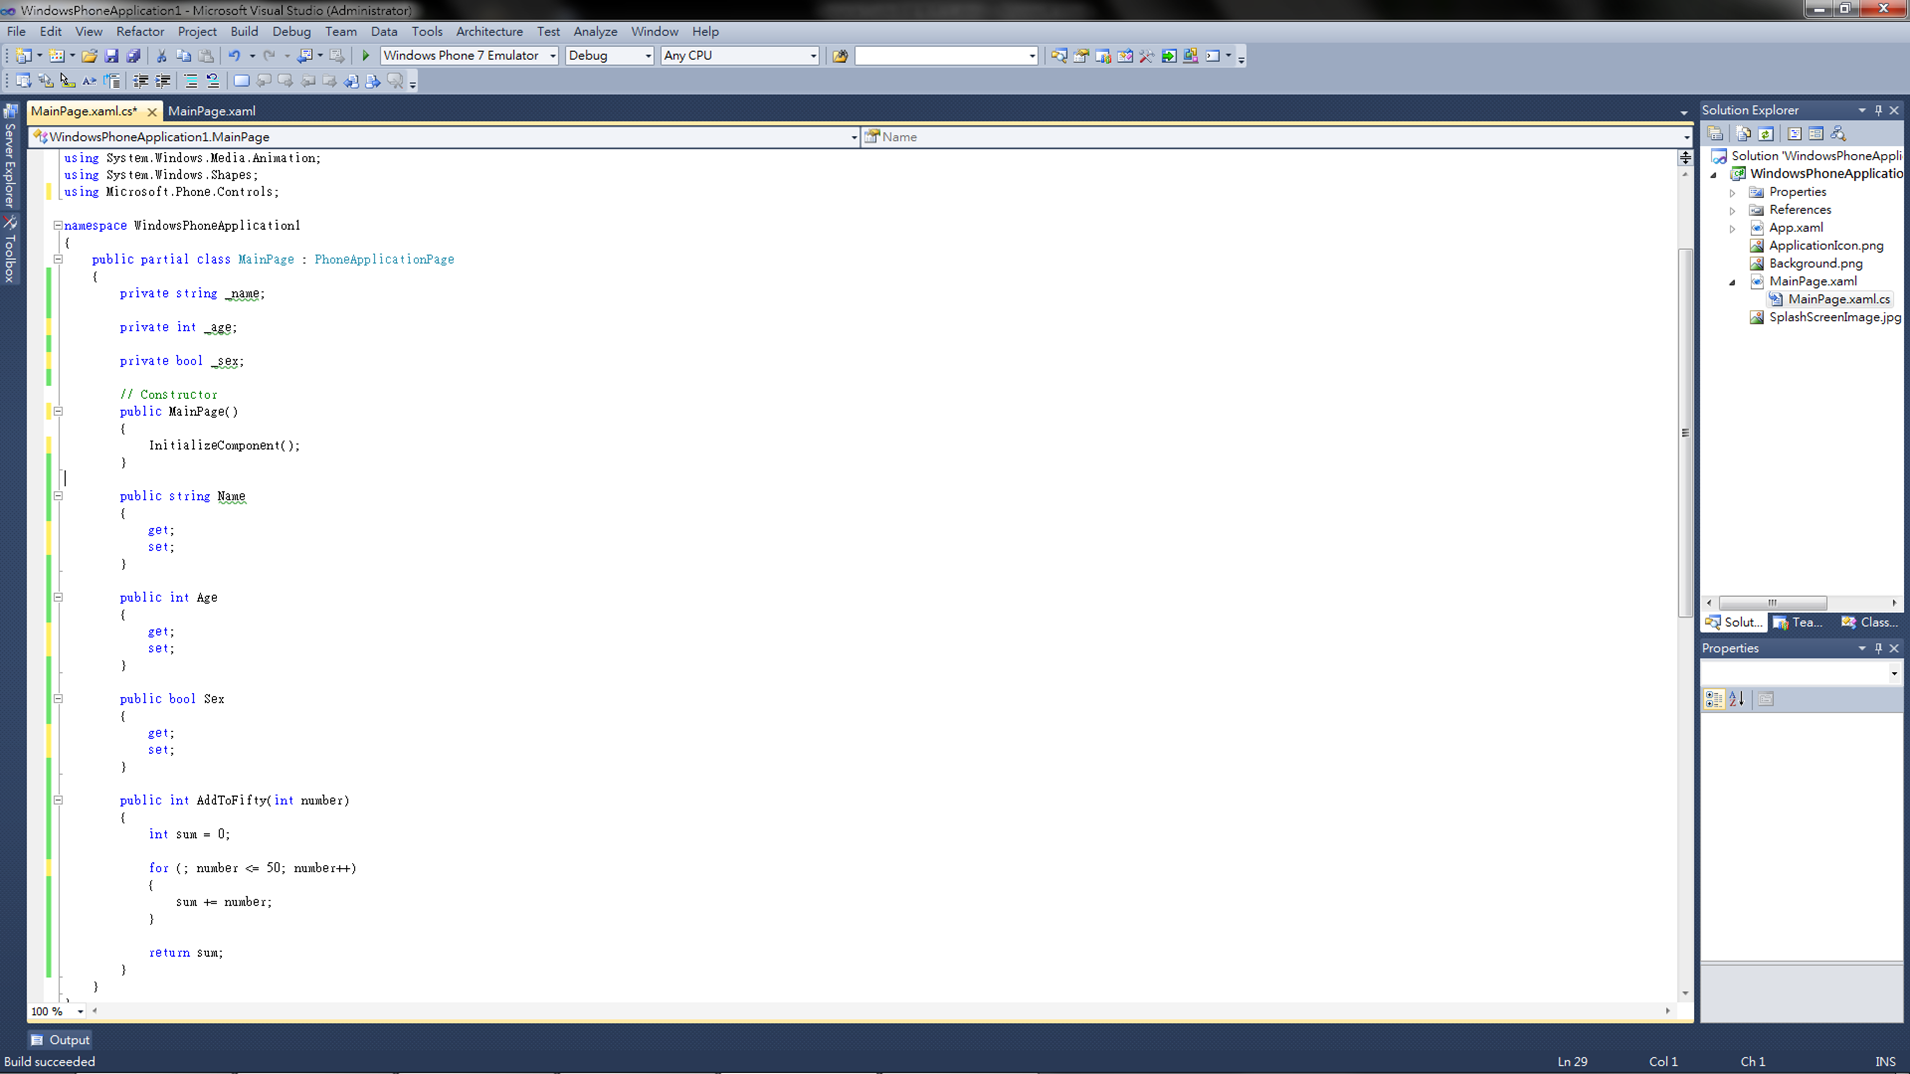 WindowsPhoneApplication1 - Microsoft Visual Studio (Administrator)
File Edit View Refactor Project Build Debug Team Data Tools Architecture Test Analyze Window Help
Windows Phone 7 Emulator Debug Any CPU
MainPage.xaml.cs* MainPage.xaml
WindowsPhoneApplication1.MainPage Name
Server Explorer
Toolbox
using System.Windows.Media.Animation;
using System.Windows.Shapes;
using Microsoft.Phone.Controls;
namespace WindowsPhoneApplication1
{
public partial class MainPage : PhoneApplicationPage
{
private string _name;
private int _age;
private bool _sex;
// Constructor
public MainPage()
{
InitializeComponent();
}
public string Name
{
get;
set;
}
public int Age
{
get;
set;
}
public bool Sex
{
get;
set;
}
public int AddToFifty(int number)
{
int sum = 0;
for (; number <= 50; number++)
{
sum += number;
}
return sum;
}
}
100 %
Solution Explorer
Solution 'WindowsPhoneAppli
WindowsPhoneApplicatio
Properties
References
App.xaml
ApplicationIcon.png
Background.png
MainPage.xaml
MainPage.xaml.cs
SplashScreenImage.jpg
Solut... Tea... Class...
Properties
Output
Build succeeded Ln 29 Col 1 Ch 1 INS